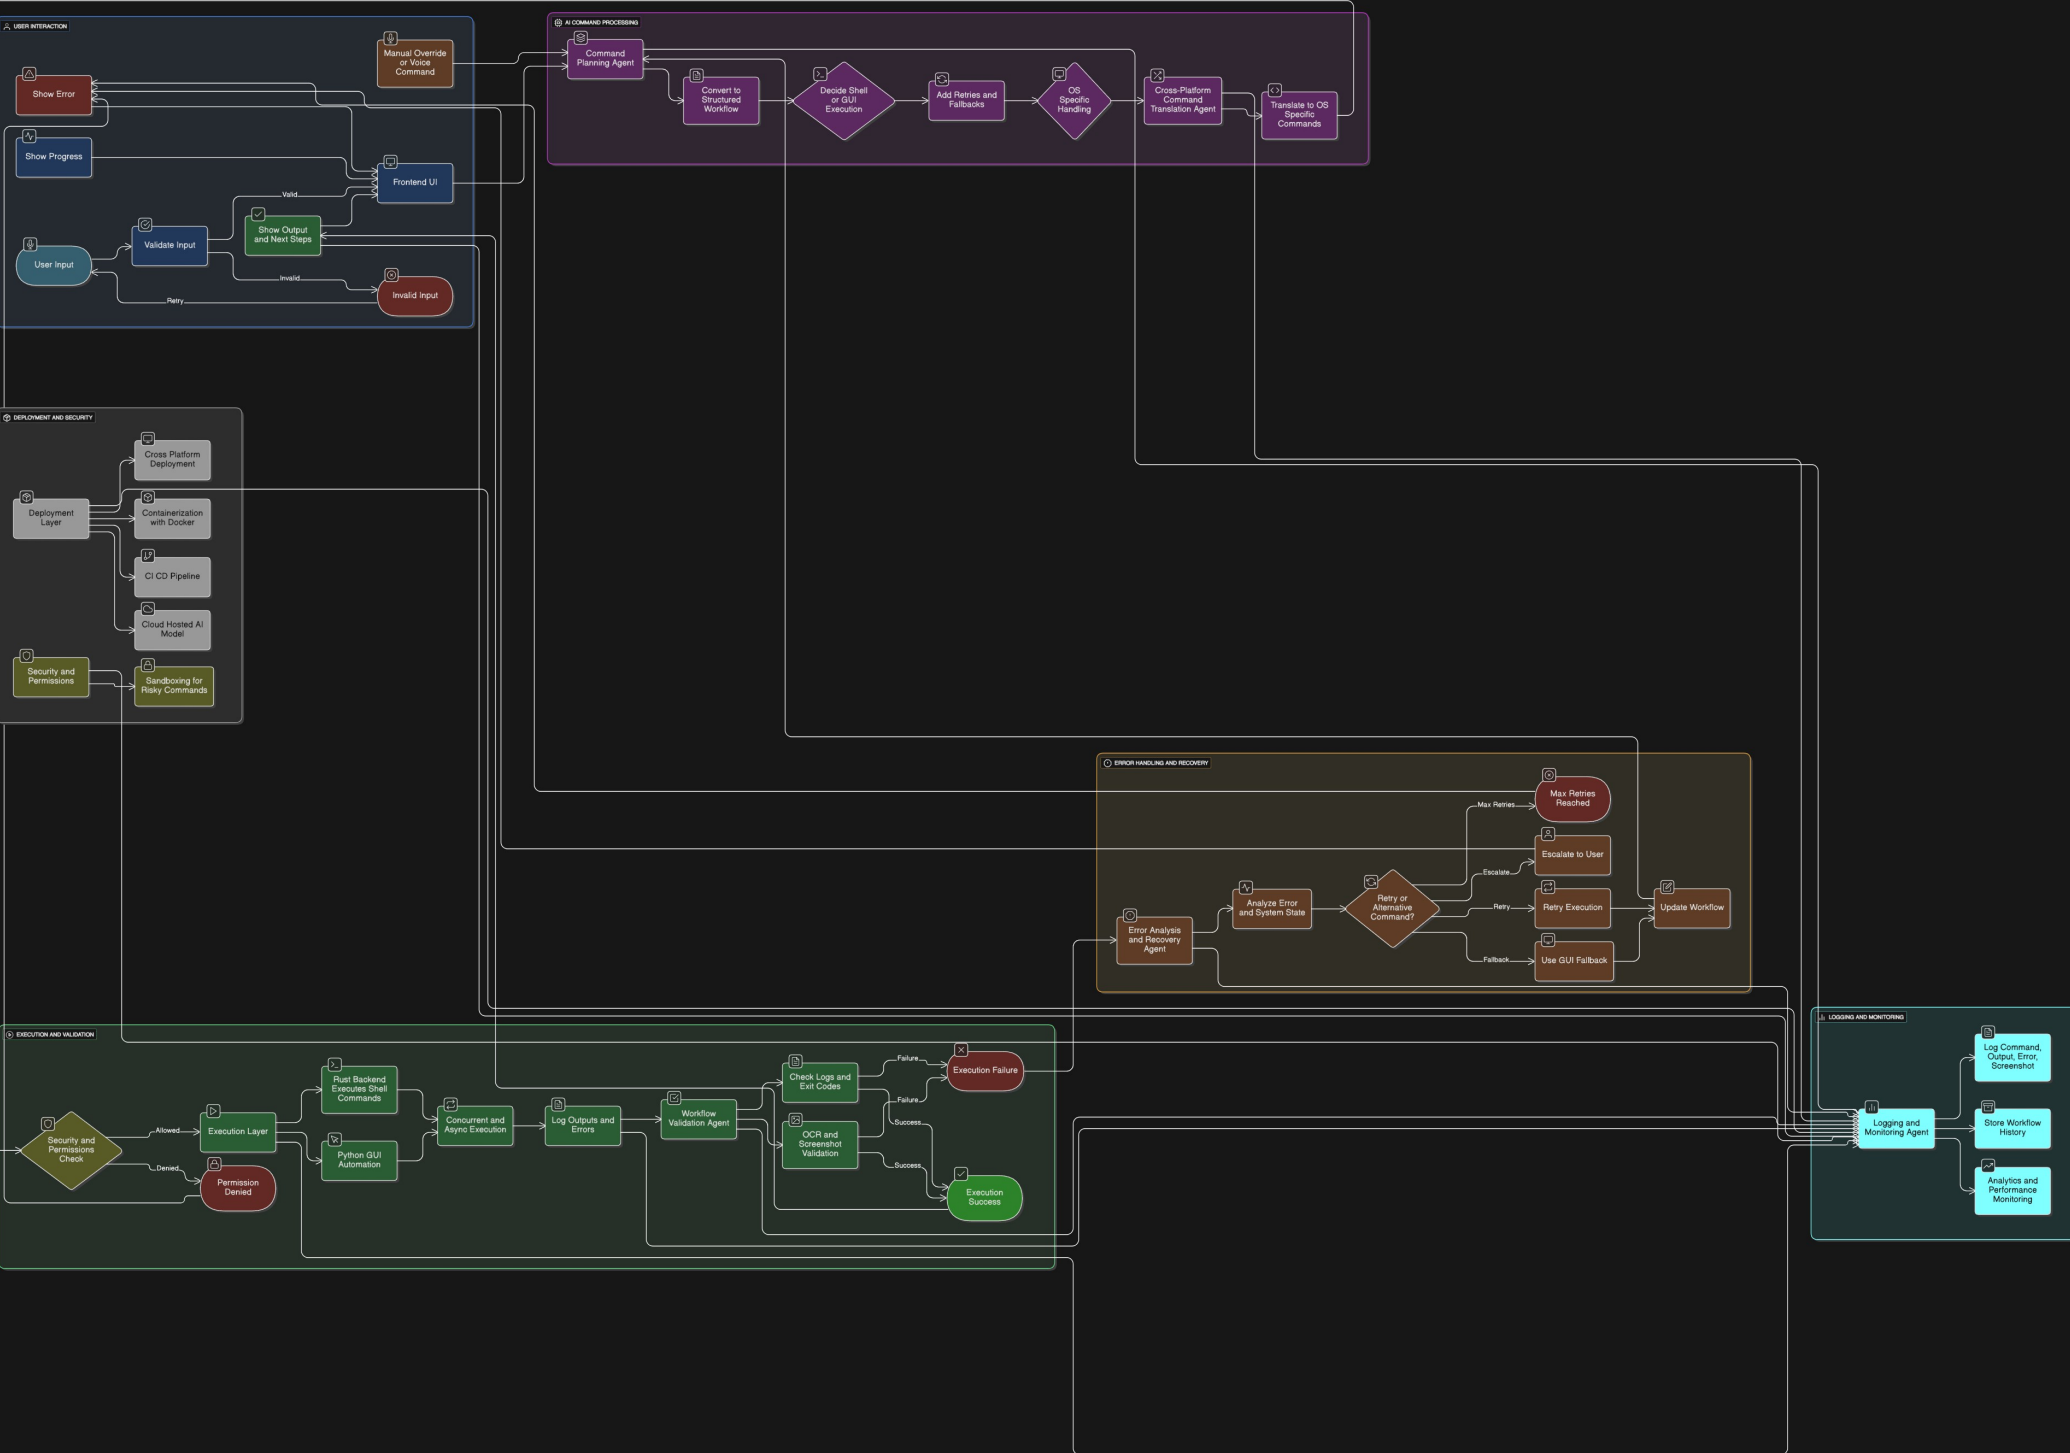 USER INTERACTION
Manual Override
or Voice
Command
Show Error
Show Progress
Frontend UI
Valid
Show Output
and Next Steps
Validate Input
User Input
Invalid
Invalid Input
Retry
AI COMMAND PROCESSING
Command
Planning Agent
Convert to
Structured
Workflow
Decide Shell
or GUI
Execution
Add Retries and
Fallbacks
OS
Specific
Handling
Cross-Platform
Command
Translation Agent
Translate to OS
Specific
Commands
DEPLOYMENT AND SECURITY
Cross Platform
Deployment
Deployment
Layer
Containerization
with Docker
CI CD Pipeline
Cloud Hosted AI
Model
Security and
Permissions
Sandboxing for
Risky Commands
ERROR HANDLING AND RECOVERY
Max Retries
Reached
Max Retries
Escalate to User
Escalate
Analyze Error
and System State
Retry or
Alternative
Command?
Retry
Retry Execution
Update Workflow
Error Analysis
and Recovery
Agent
Fallback
Use GUI Fallback
EXECUTION AND VALIDATION
Security and
Permissions
Check
Allowed
Denied
Execution Layer
Permission
Denied
Rust Backend
Executes Shell
Commands
Python GUI
Automation
Concurrent and
Async Execution
Log Outputs and
Errors
Workflow
Validation Agent
Check Logs and
Exit Codes
OCR and
Screenshot
Validation
Failure
Failure
Success
Success
Execution Failure
Execution
Success
LOGGING AND MONITORING
Log Command,
Output, Error,
Screenshot
Logging and
Monitoring Agent
Store Workflow
History
Analytics and
Performance
Monitoring